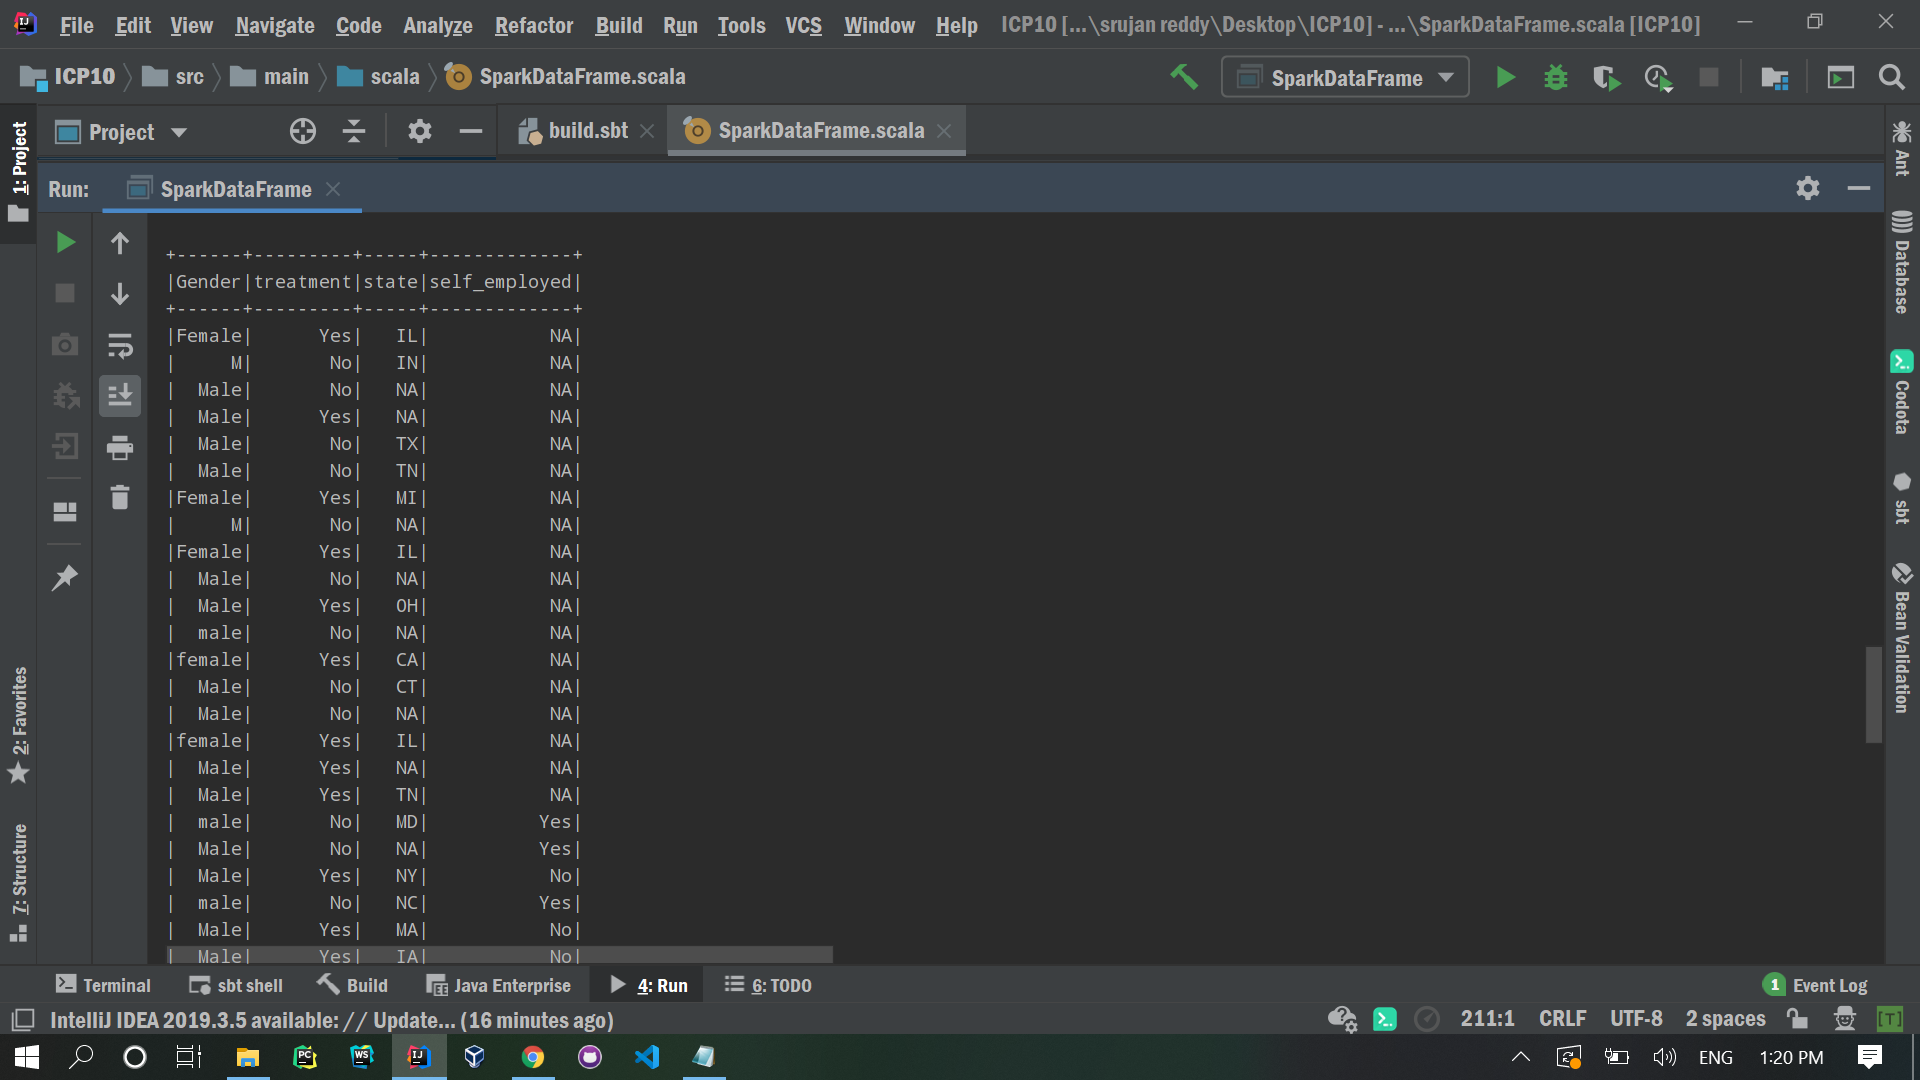 File Edit View Navigate Code Analyze Refactor Build Run Tools VCS Window Help ICP10 [...\srujan reddy\Desktop\ICP10] - ...\SparkDataFrame.scala [ICP10]
ICP10 src main scala SparkDataFrame.scala SparkDataFrame
Project build.sbt SparkDataFrame.scala
Run: SparkDataFrame
1: Project
2: Favorites
7: Structure
+------+---------+-----+-------------+
|Gender|treatment|state|self_employed|
+------+---------+-----+-------------+
|Female|      Yes|   IL|           NA|
|     M|       No|   IN|           NA|
|  Male|       No|   NA|           NA|
|  Male|      Yes|   NA|           NA|
|  Male|       No|   TX|           NA|
|  Male|       No|   TN|           NA|
|Female|      Yes|   MI|           NA|
|     M|       No|   NA|           NA|
|Female|      Yes|   IL|           NA|
|  Male|       No|   NA|           NA|
|  Male|      Yes|   OH|           NA|
|  male|       No|   NA|           NA|
|female|      Yes|   CA|           NA|
|  Male|       No|   CT|           NA|
|  Male|       No|   NA|           NA|
|female|      Yes|   IL|           NA|
|  Male|      Yes|   NA|           NA|
|  Male|      Yes|   TN|           NA|
|  male|       No|   MD|          Yes|
|  Male|       No|   NA|          Yes|
|  Male|      Yes|   NY|           No|
|  male|       No|   NC|          Yes|
|  Male|      Yes|   MA|           No|
|  Male|      Yes|   IA|           No|
Ant
Database
Codota
sbt
Bean Validation
Terminal sbt shell Build Java Enterprise 4: Run 6: TODO 1 Event Log
IntelliJ IDEA 2019.3.5 available: // Update... (16 minutes ago) 211:1 CRLF UTF-8 2 spaces [T]
ENG 1:20 PM